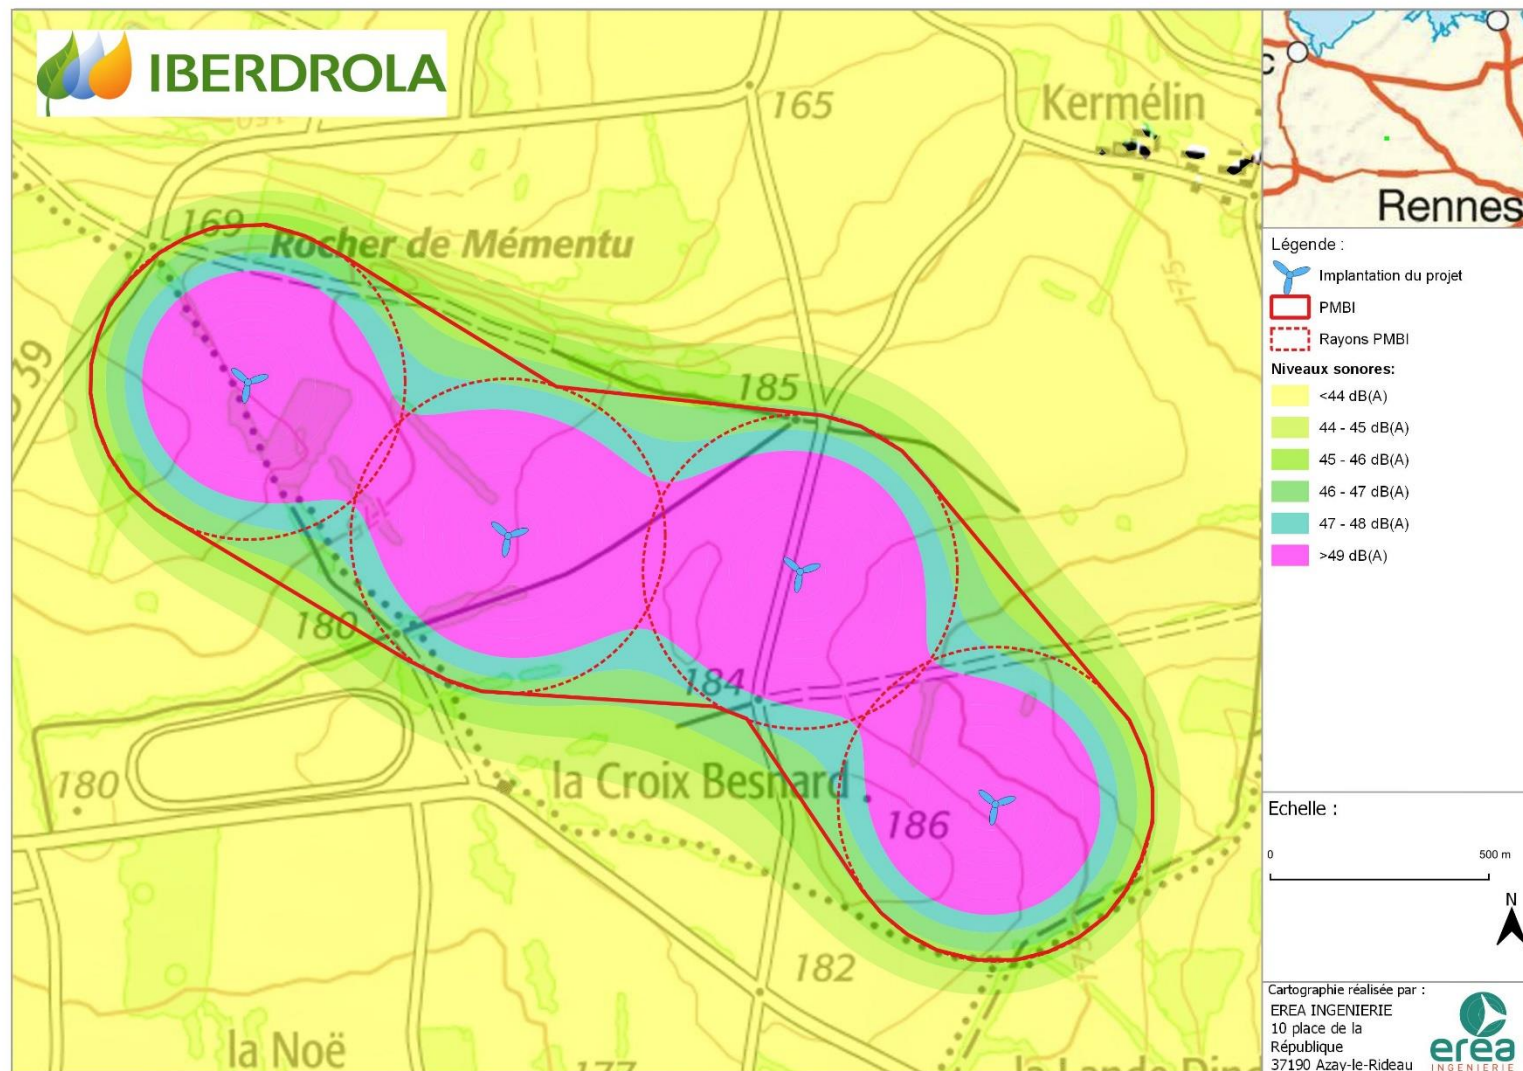 IBERDROLA
165
Kermélin
169
Rocher de Mémentu
175
39
185
180
184
la Croix Besnard
180
186
182
la Noë
177
Rennes
Légende :
Implantation du projet
PMBI
Rayons PMBI
Niveaux sonores:
<44 dB(A)
44 - 45 dB(A)
45 - 46 dB(A)
46 - 47 dB(A)
47 - 48 dB(A)
>49 dB(A)
Echelle :
0 500 m
N
Cartographie réalisée par :
EREA INGENIERIE
10 place de la
République
37190 Azay-le-Rideau
erea
INGENIERIE